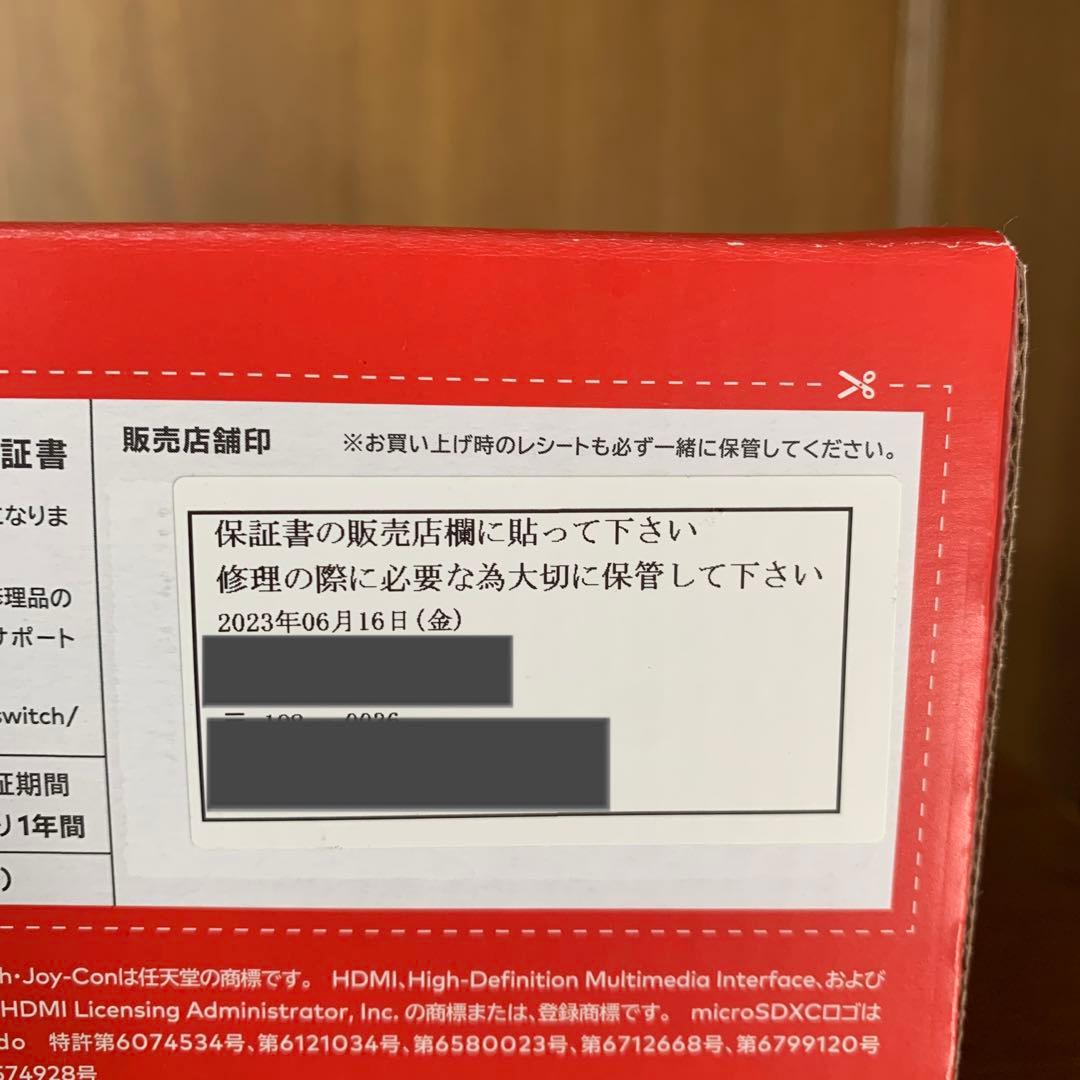 証書
になりま
修理品の
サポート
switch/
証期間
り1年間
)
販売店舗印
※お買い上げ時のレシートも必ず一緒に保管してください。
保証書の販売店欄に貼って下さい
修理の際に必要な為大切に保管して下さい
2023年06月16日(金)
h・Joy-Conは任天堂の商標です。 HDMI、High-Definition Multimedia Interface、および
HDMI Licensing Administrator, Inc. の商標または、登録商標です。 microSDXCロゴは
do 特許第6074534号、第6121034号、第6580023号、第6712668号、第6799120号
574928号